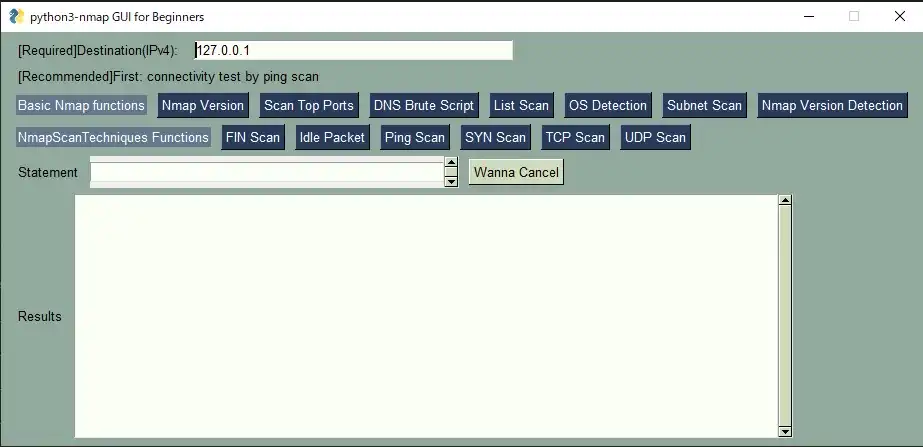 python3-nmap GUI for Beginners
[Required]Destination(IPv4): 127.0.0.1
[Recommended]First: connectivity test by ping scan
Basic Nmap functions Nmap Version Scan Top Ports DNS Brute Script List Scan OS Detection Subnet Scan Nmap Version Detection
NmapScanTechniques Functions FIN Scan Idle Packet Ping Scan SYN Scan TCP Scan UDP Scan
Statement Wanna Cancel
Results